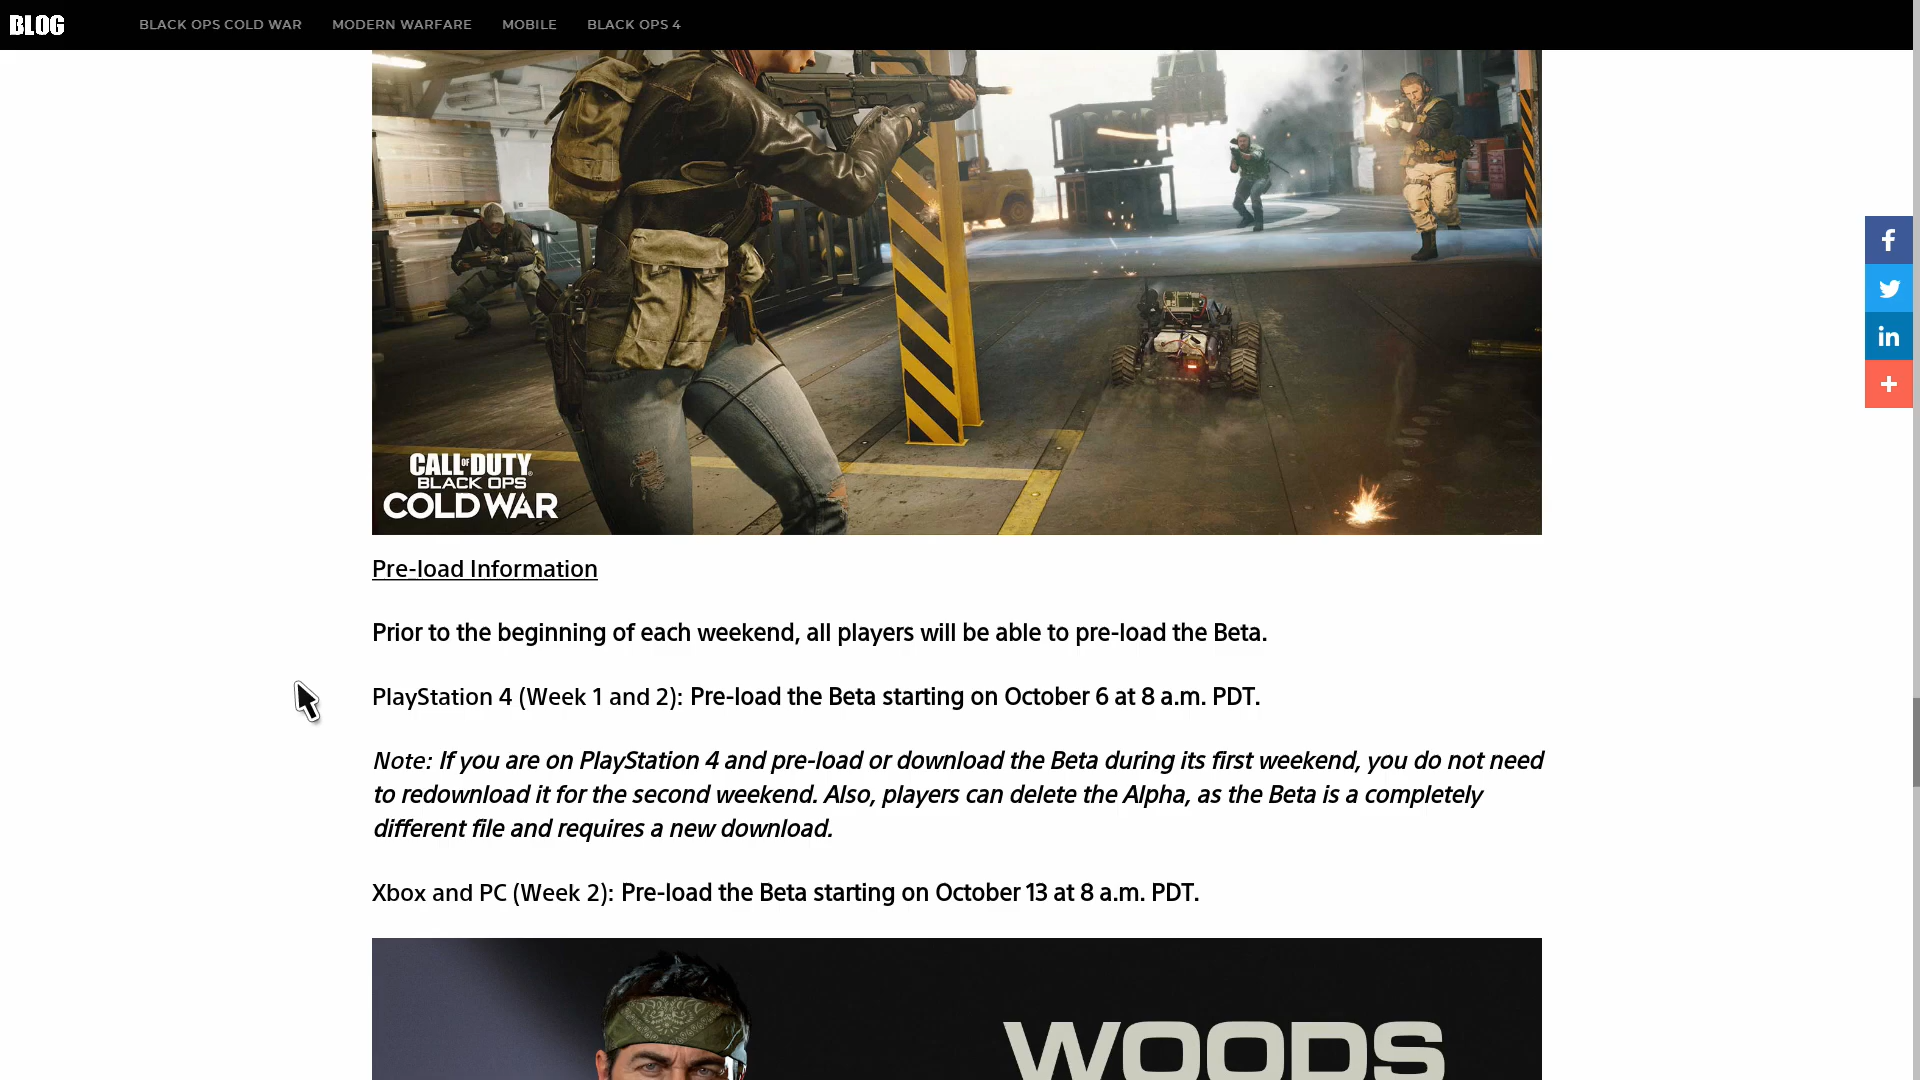 BLOG
BLACK OPS COLD WAR
MODERN WARFARE
MOBILE
BLACK OPS 4
CALL OF DUTY
BLACK OPS
COLD WAR
Pre-load Information
Prior to the beginning of each weekend, all players will be able to pre-load the Beta.
PlayStation 4 (Week 1 and 2): Pre-load the Beta starting on October 6 at 8 a.m. PDT.
Note: If you are on PlayStation 4 and pre-load or download the Beta during its first weekend, you do not need
to redownload it for the second weekend. Also, players can delete the Alpha, as the Beta is a completely
different file and requires a new download.
Xbox and PC (Week 2): Pre-load the Beta starting on October 13 at 8 a.m. PDT.
WOODS